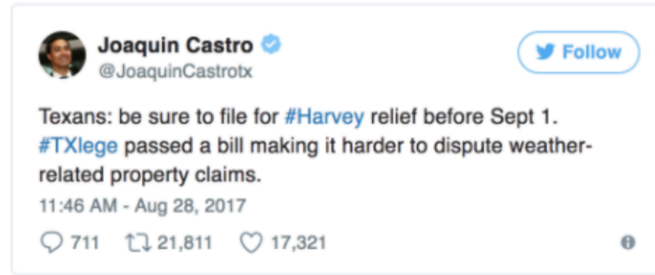 Joaquin Castro
Follow
@JoaquinCastrotx
Texans: be sure to file for #Harvey relief before Sept 1.
#TXlege passed a bill making it harder to dispute weather-
related property claims.
11:46 AM - Aug 28, 2017
711 21,811 17,321